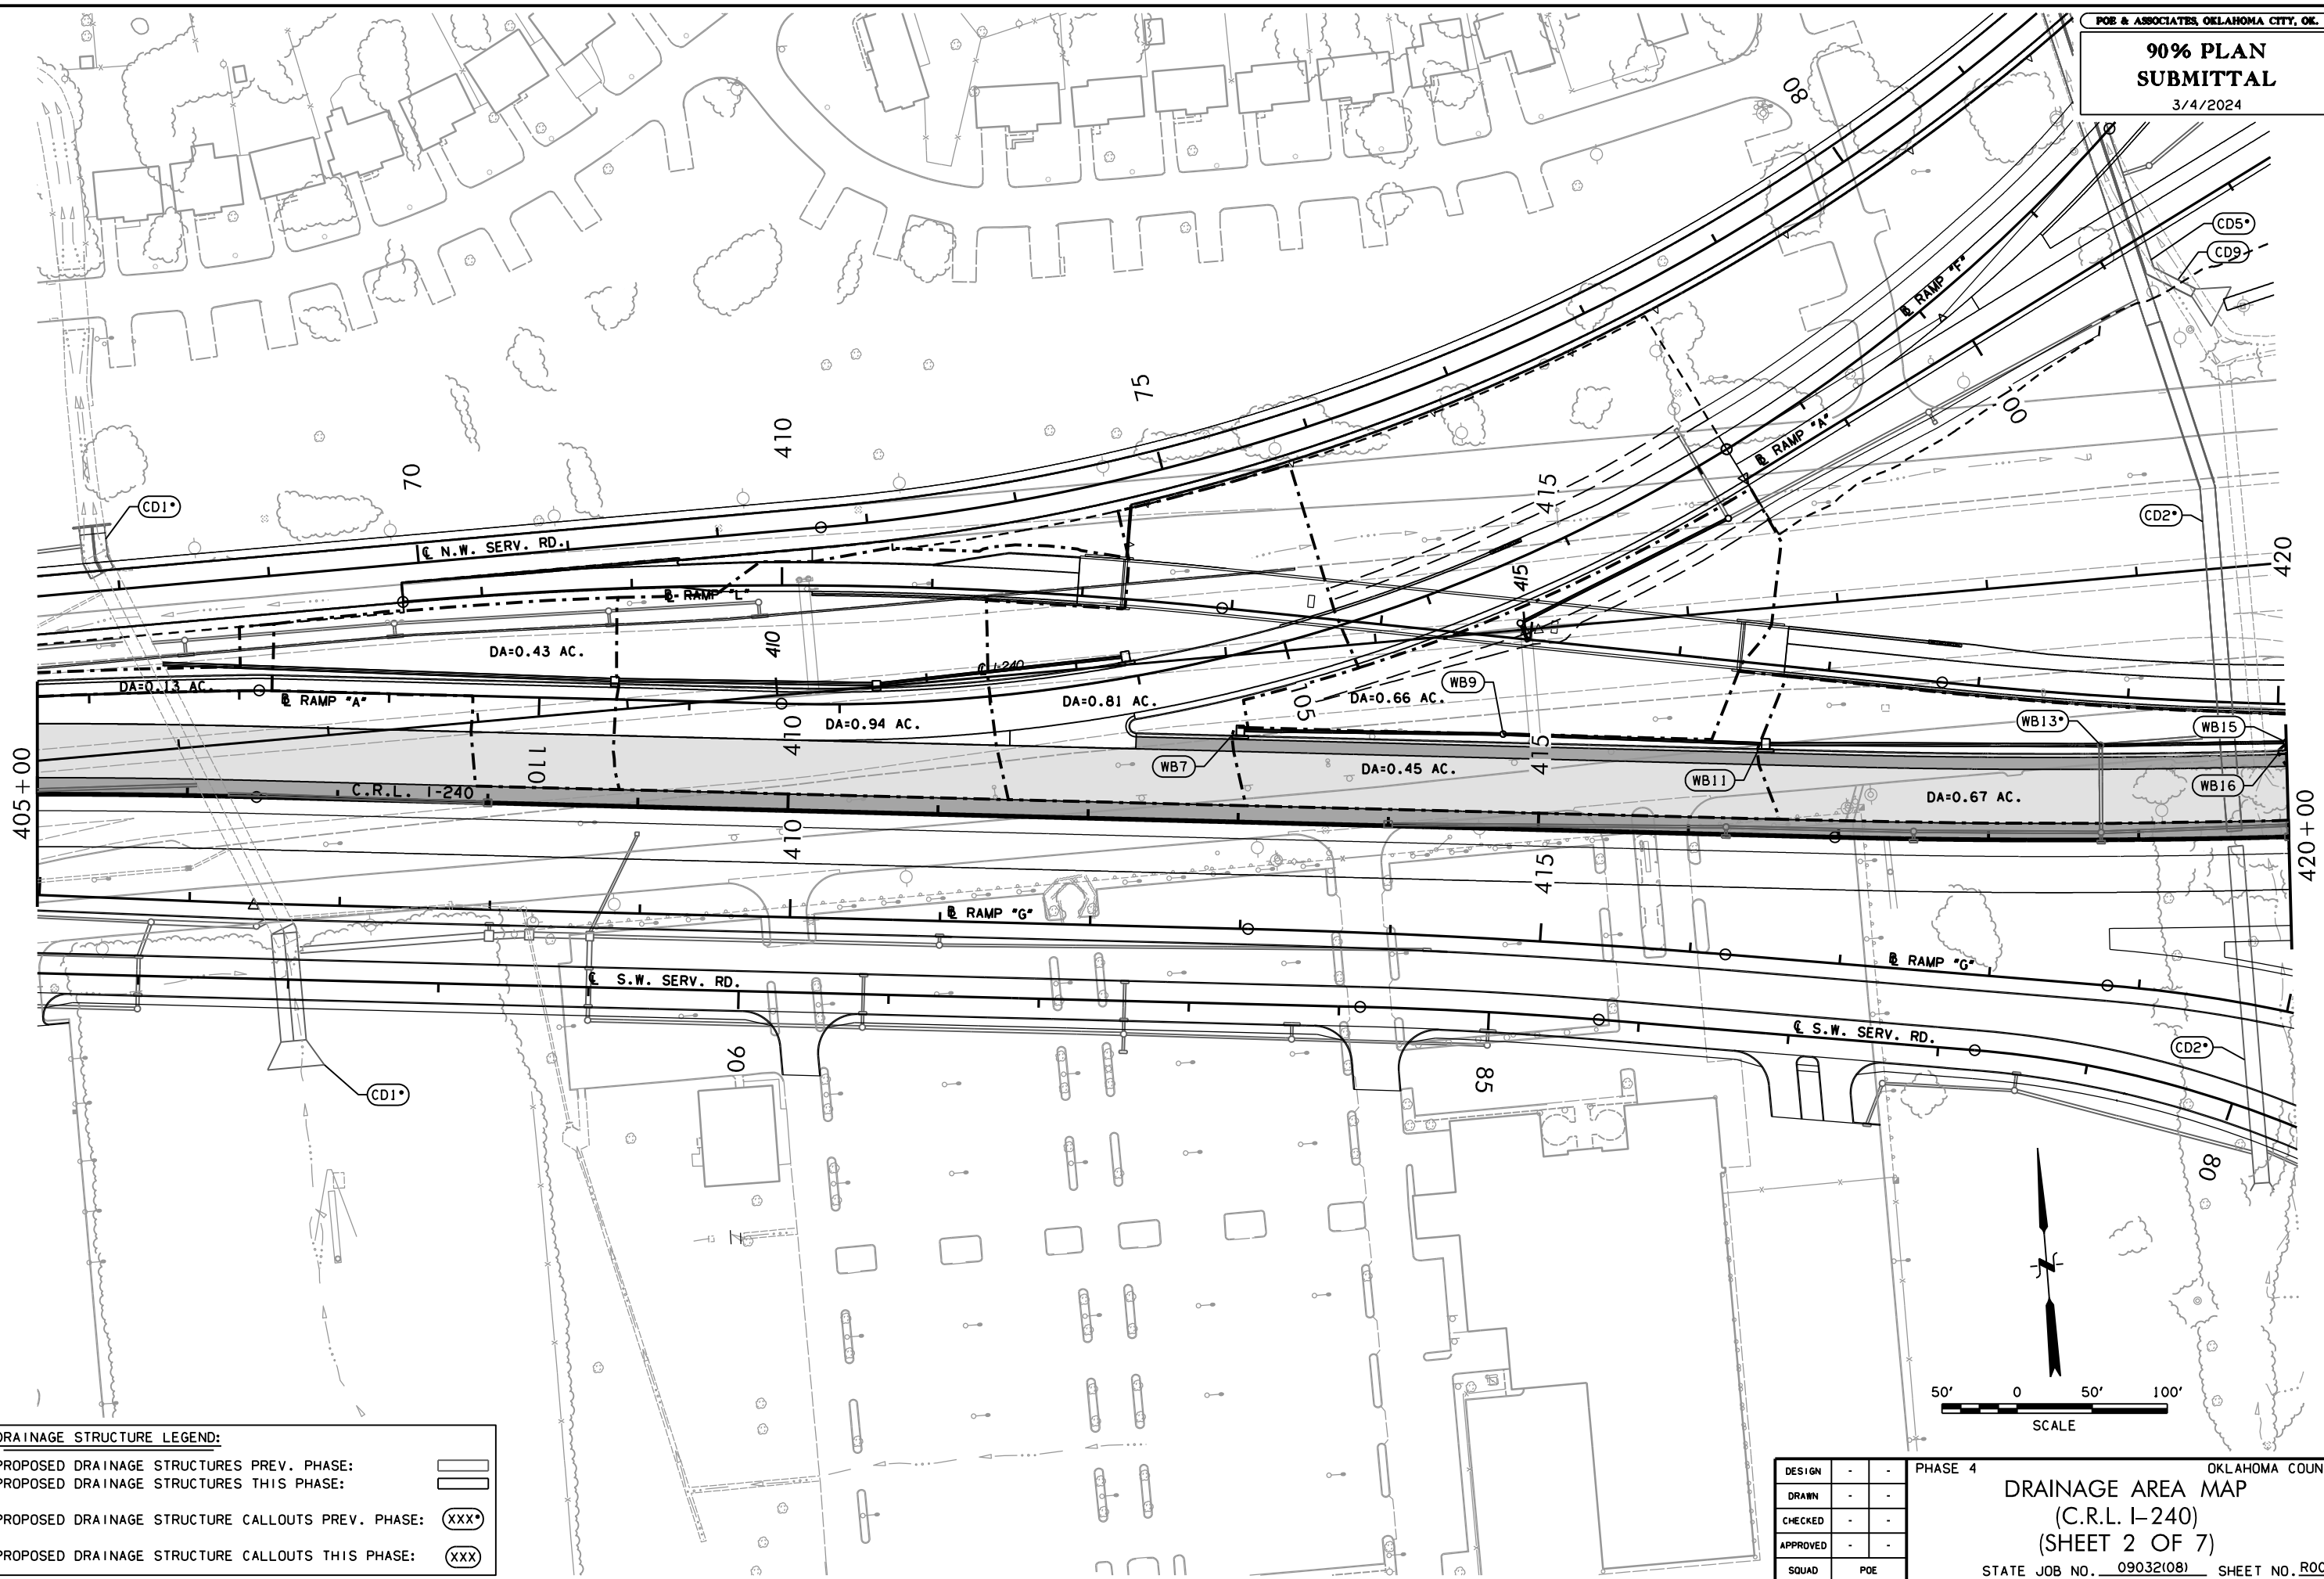 POE & ASSOCIATES, OKLAHOMA CITY, OK.
90% PLAN
SUBMITTAL
3/4/2024
80
CD5•
CD9
℄ RAMP "F"
75
410
70
00
℄ RAMP "A"
415
CD1•
CD2•
420
℄ N.W. SERV. RD.
415
℄ RAMP "L"
410
DA=0.43 AC.
℄ I-240
DA=0.13 AC.
℄ RAMP "A"
DA=0.81 AC.
DA=0.66 AC.
WB9
05
DA=0.94 AC.
410
WB13•
WB15
415
405+00
110
WB7
DA=0.45 AC.
WB11
WB16
C.R.L. I-240
DA=0.67 AC.
410
415
420+00
℄ RAMP "G"
℄ RAMP "G"
℄ S.W. SERV. RD.
℄ S.W. SERV. RD.
CD2•
90
85
CD1•
80
N
50' 0 50' 100'
SCALE
DRAINAGE STRUCTURE LEGEND:
PROPOSED DRAINAGE STRUCTURES PREV. PHASE:
PROPOSED DRAINAGE STRUCTURES THIS PHASE:
PROPOSED DRAINAGE STRUCTURE CALLOUTS PREV. PHASE: XXX•
PROPOSED DRAINAGE STRUCTURE CALLOUTS THIS PHASE: XXX
DESIGN - -
DRAWN - -
CHECKED - -
APPROVED - -
SQUAD POE
PHASE 4 OKLAHOMA COUN
DRAINAGE AREA MAP
(C.R.L. I-240)
(SHEET 2 OF 7)
STATE JOB NO. 09032(08) SHEET NO.